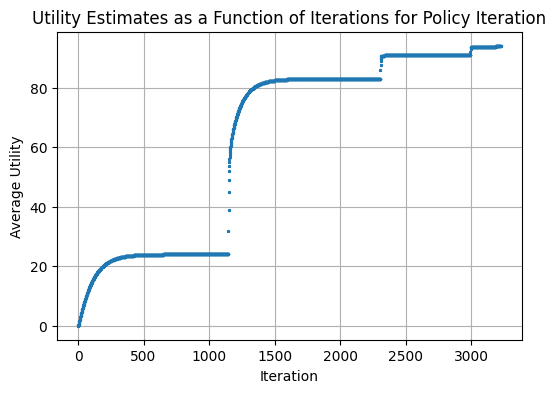 Utility Estimates as a Function of Iterations for Policy Iteration
Average Utility
80
60
40
20
0
0 500 1000 1500 2000 2500 3000
Iteration